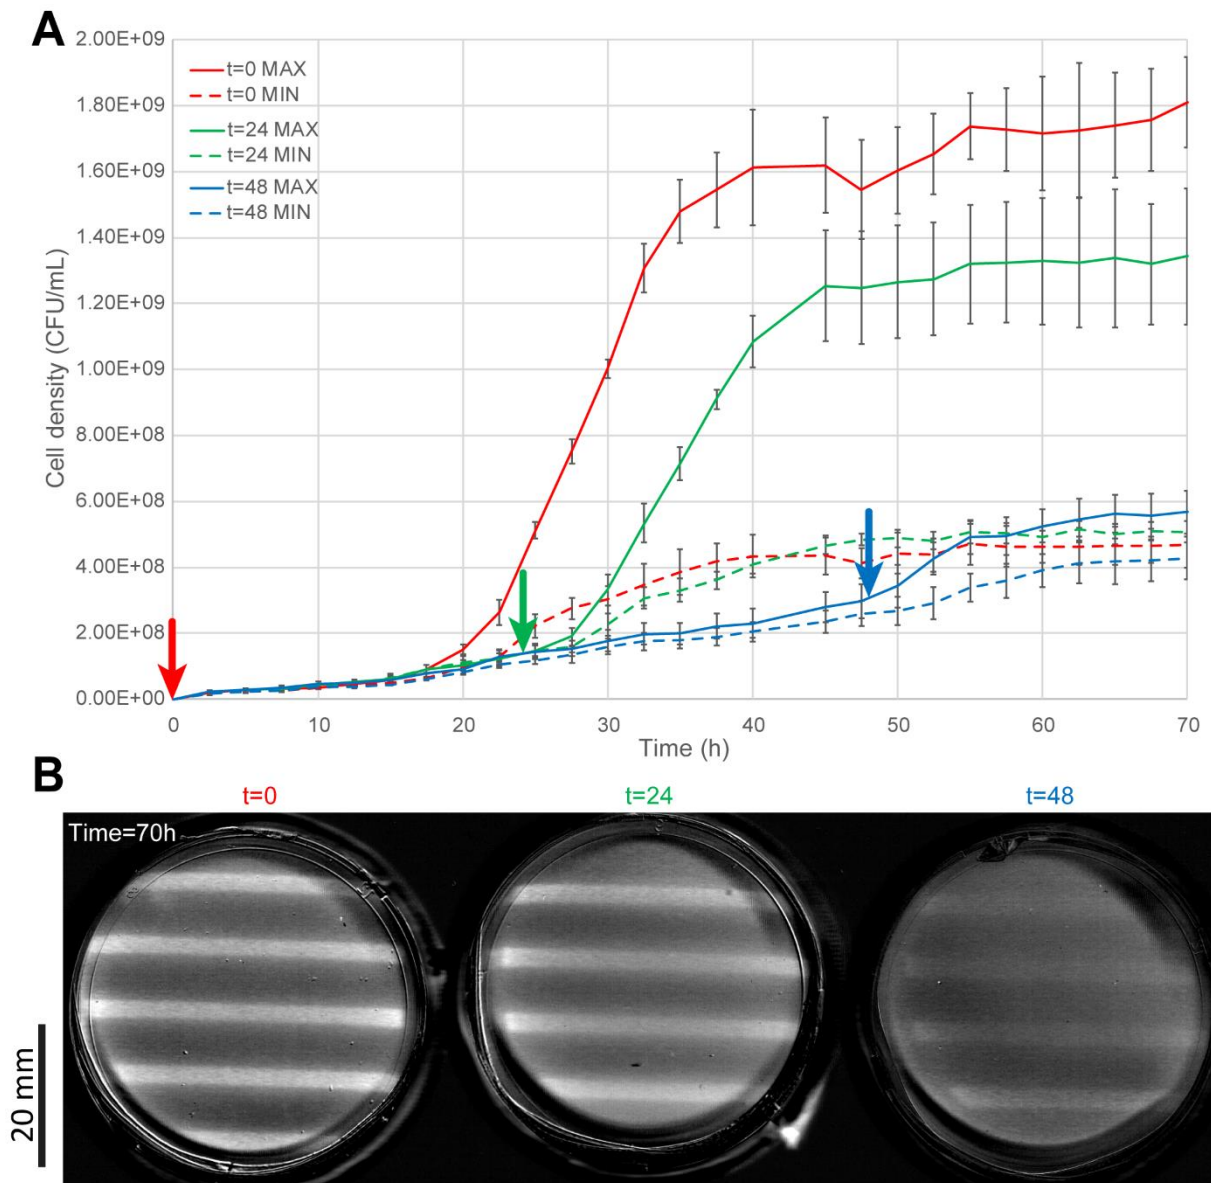 A
2.00E+09
1.80E+09
1.60E+09
1.40E+09
1.20E+09
1.00E+09
8.00E+08
6.00E+08
4.00E+08
2.00E+08
0.00E+00
Cell density (CFU/mL)
t=0 MAX
t=0 MIN
t=24 MAX
t=24 MIN
t=48 MAX
t=48 MIN
0 10 20 30 40 50 60 70
Time (h)
B
t=0 t=24 t=48
Time=70h
20 mm